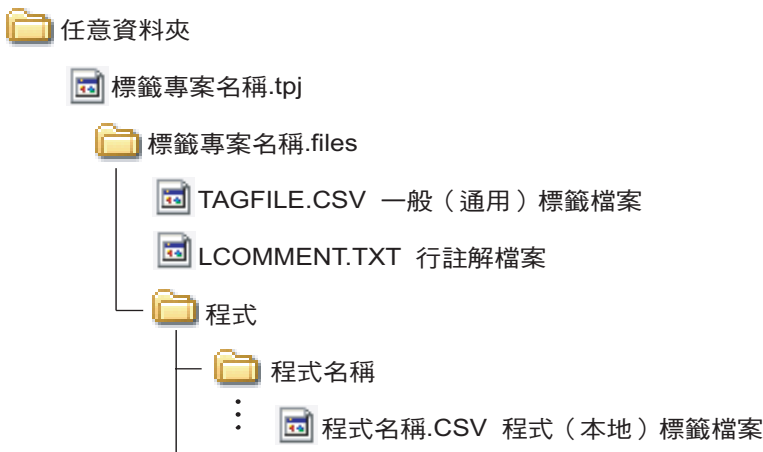 任意資料夾
標籤專案名稱.tpj
標籤專案名稱.files
TAGFILE.CSV 一般（通用）標籤檔案
LCOMMENT.TXT 行註解檔案
程式
程式名稱
程式名稱.CSV 程式（本地）標籤檔案